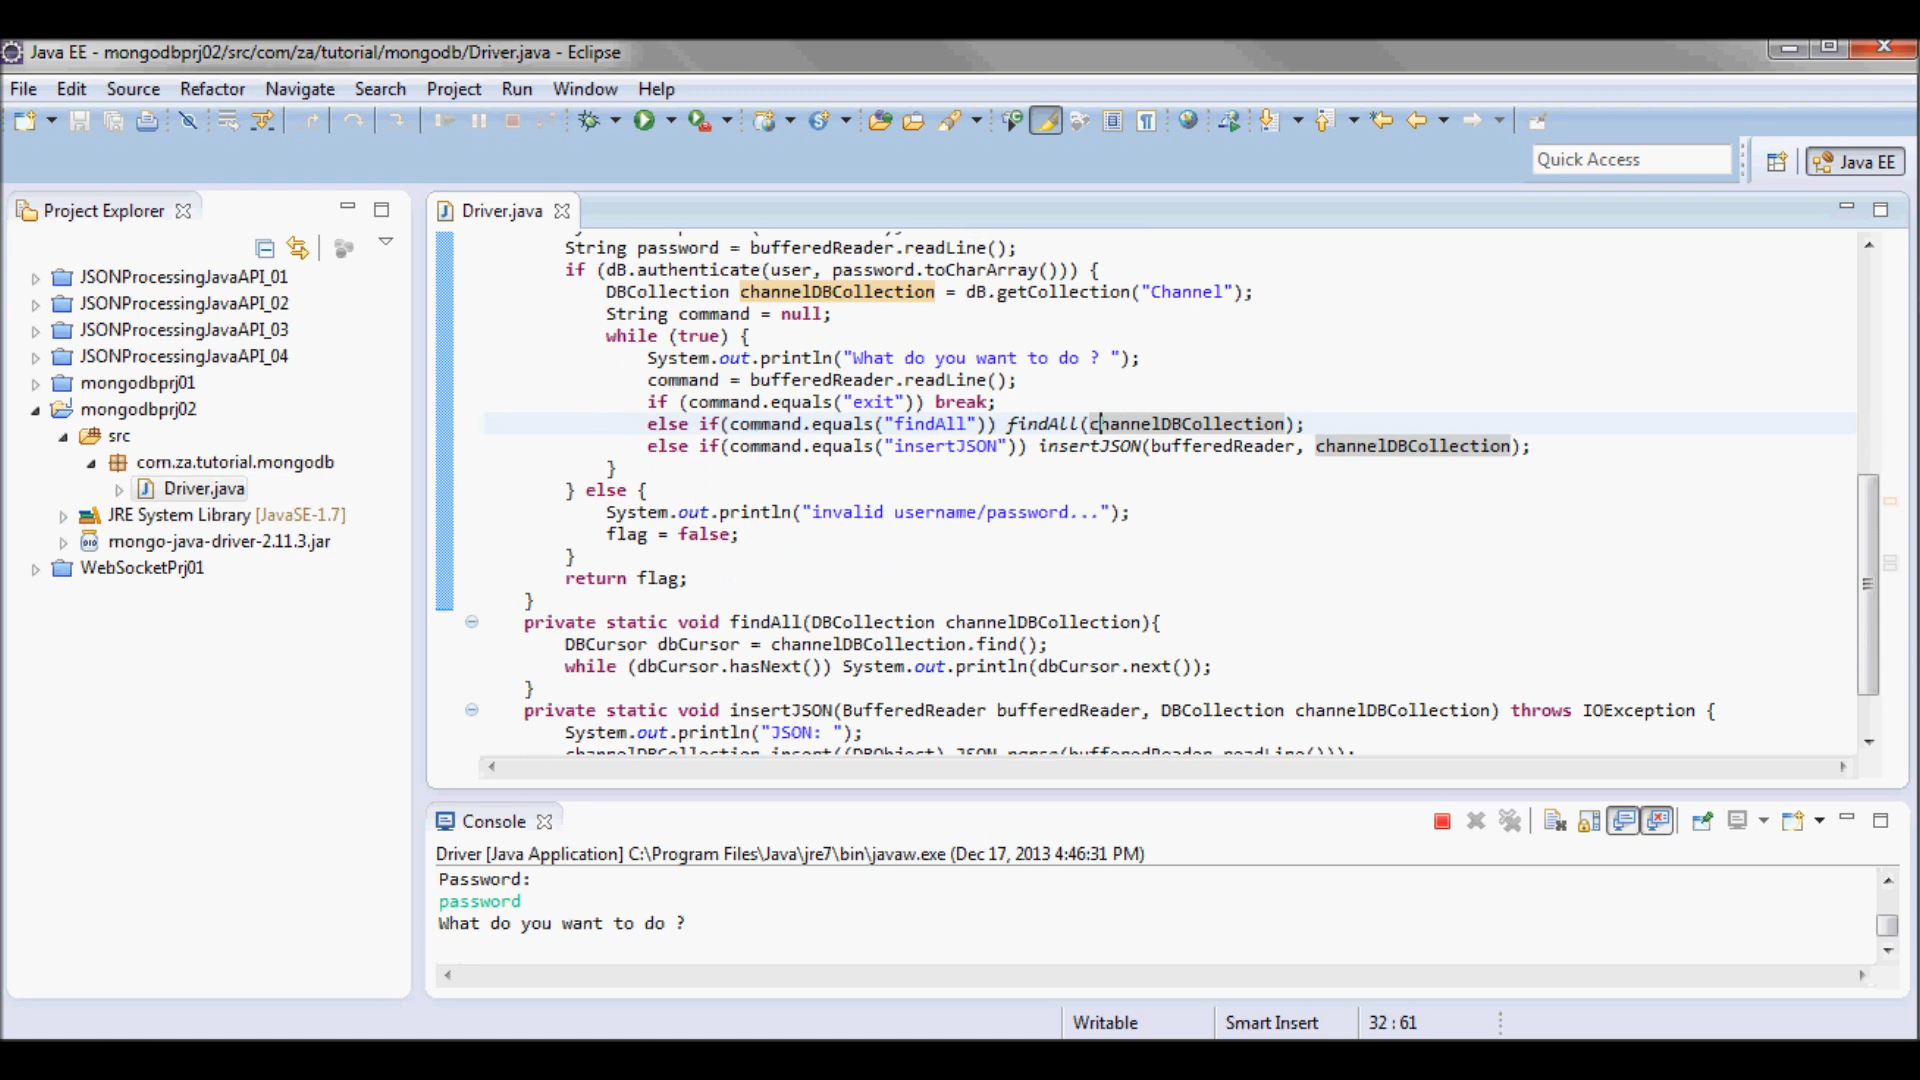 Java EE - mongodbprj02/src/com/za/tutorial/mongodb/Driver.java - Eclipse
File Edit Source Refactor Navigate Search Project Run Window Help
Quick Access
Java EE
Project Explorer
JSONProcessingJavaAPI_01
JSONProcessingJavaAPI_02
JSONProcessingJavaAPI_03
JSONProcessingJavaAPI_04
mongodbprj01
mongodbprj02
src
com.za.tutorial.mongodb
Driver.java
JRE System Library [JavaSE-1.7]
mongo-java-driver-2.11.3.jar
WebSocketPrj01
Driver.java
String password = bufferedReader.readLine();
if (dB.authenticate(user, password.toCharArray())) {
DBCollection channelDBCollection = dB.getCollection("Channel");
String command = null;
while (true) {
System.out.println("What do you want to do ? ");
command = bufferedReader.readLine();
if (command.equals("exit")) break;
else if(command.equals("findAll")) findAll(channelDBCollection);
else if(command.equals("insertJSON")) insertJSON(bufferedReader, channelDBCollection);
}
} else {
System.out.println("invalid username/password...");
flag = false;
}
return flag;
}
private static void findAll(DBCollection channelDBCollection){
DBCursor dbCursor = channelDBCollection.find();
while (dbCursor.hasNext()) System.out.println(dbCursor.next());
}
private static void insertJSON(BufferedReader bufferedReader, DBCollection channelDBCollection) throws IOException {
System.out.println("JSON: ");
channelDBCollection.insert((DBObject) JSON.parse(bufferedReader.readLine()));
Console
Driver [Java Application] C:\Program Files\Java\jre7\bin\javaw.exe (Dec 17, 2013 4:46:31 PM)
Password:
password
What do you want to do ?
Writable
Smart Insert
32 : 61